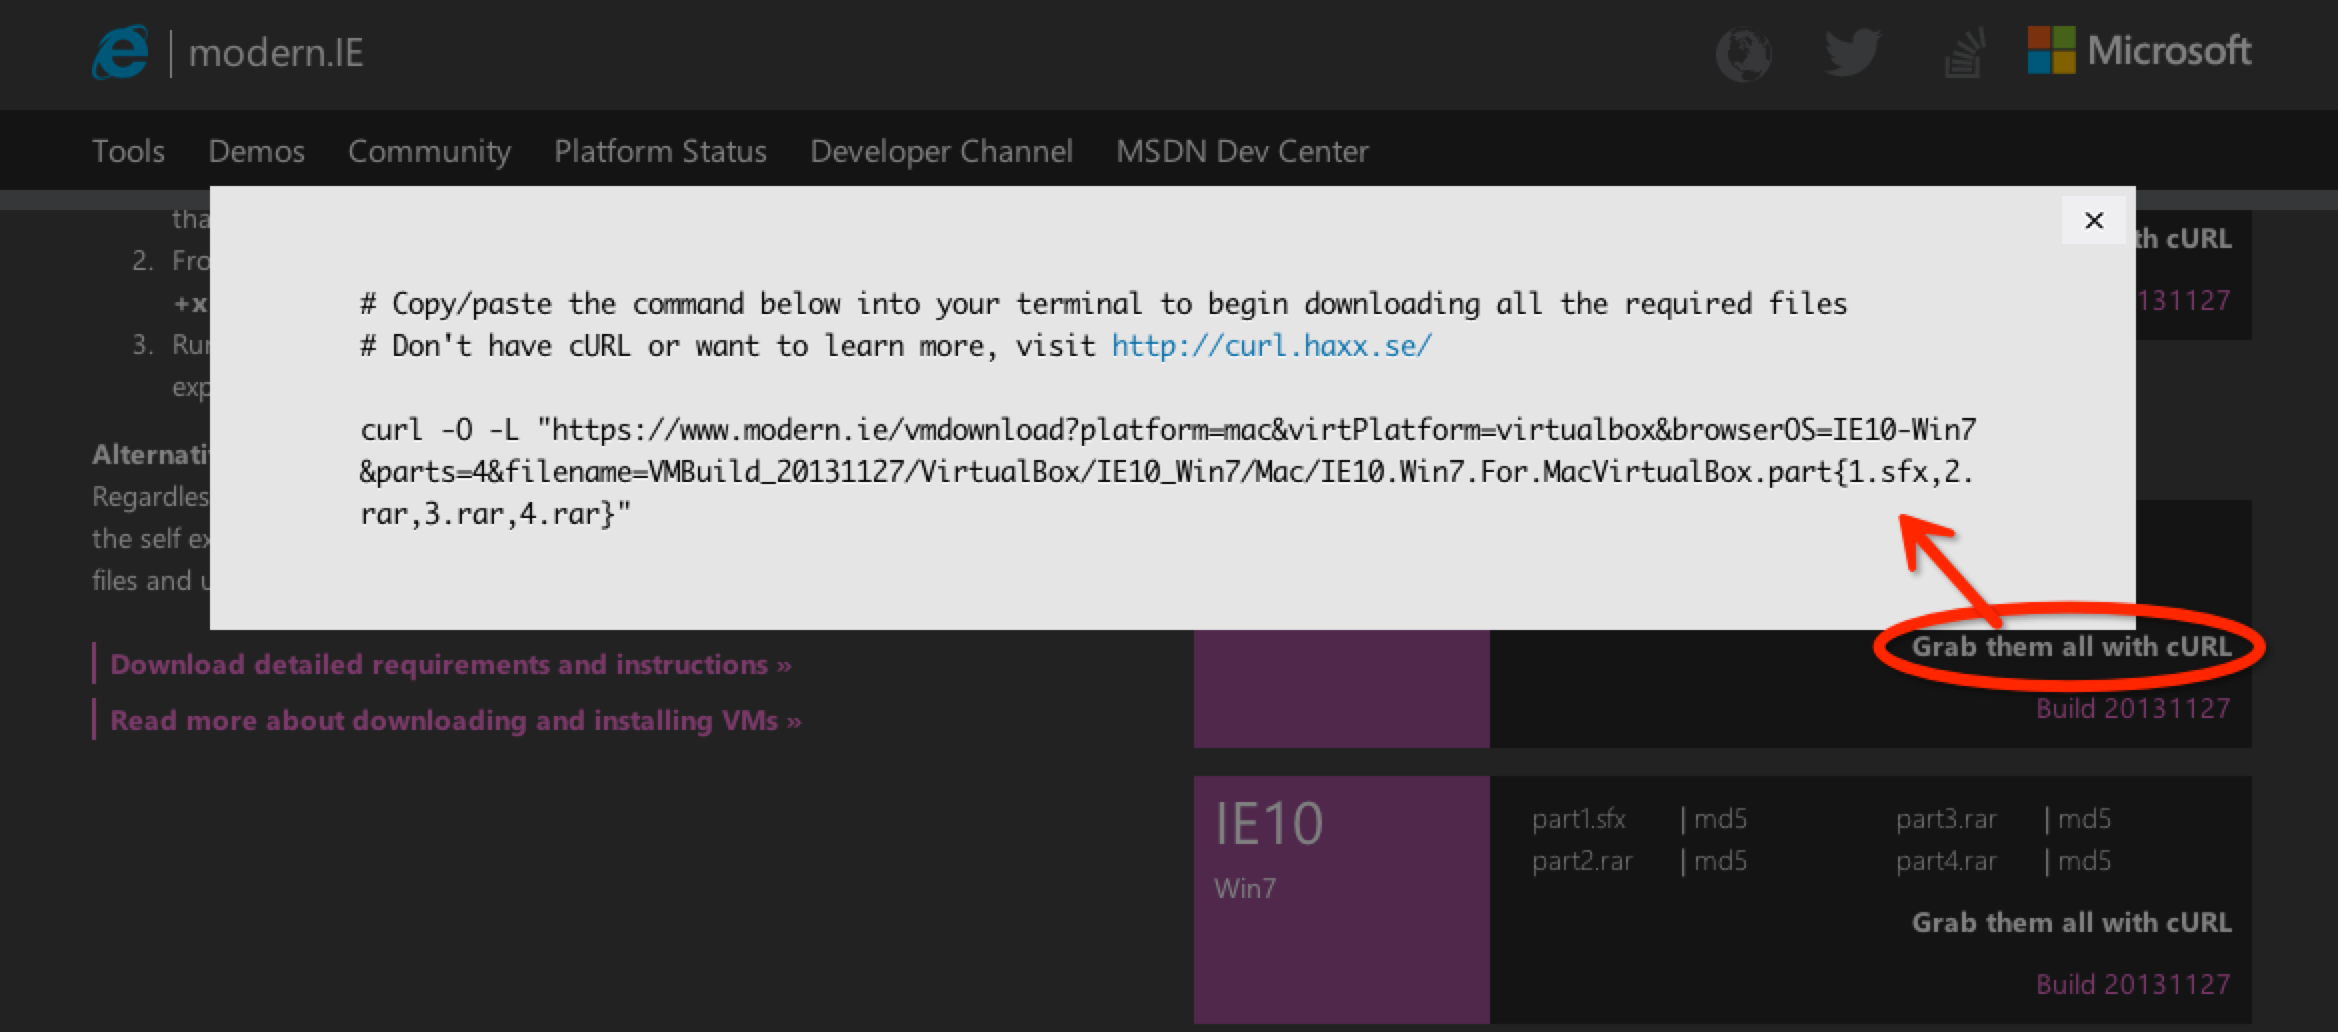 modern.IE
Microsoft
Tools Demos Community Platform Status Developer Channel MSDN Dev Center
# Copy/paste the command below into your terminal to begin downloading all the required files
# Don't have cURL or want to learn more, visit http://curl.haxx.se/
curl -O -L "https://www.modern.ie/vmdownload?platform=mac&virtPlatform=virtualbox&browserOS=IE10-Win7
&parts=4&filename=VMBuild_20131127/VirtualBox/IE10_Win7/Mac/IE10.Win7.For.MacVirtualBox.part{1.sfx,2.
rar,3.rar,4.rar}"
tha
2. Fro
+x
3. Run
exp
Alternati
Regardles
the self ex
files and u
Download detailed requirements and instructions »
Read more about downloading and installing VMs »
th cURL
131127
Grab them all with cURL
Build 20131127
IE10
Win7
part1.sfx | md5 part3.rar | md5
part2.rar | md5 part4.rar | md5
Grab them all with cURL
Build 20131127